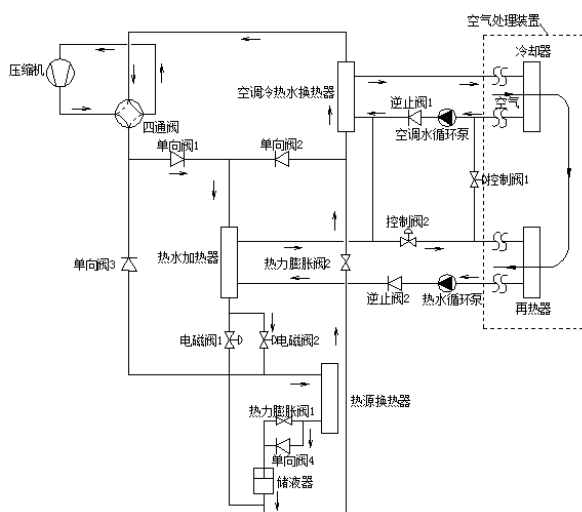 空气处理装置
冷却器
压缩机
空调冷热水换热器
逆止阀1
空气
四通阀
空调水循环泵
单向阀1
单向阀2
控制阀1
控制阀2
单向阀3
热水加热器
热力膨胀阀2
逆止阀2
热水循环泵
再热器
电磁阀1
电磁阀2
热力膨胀阀1
热源换热器
单向阀4
储液器